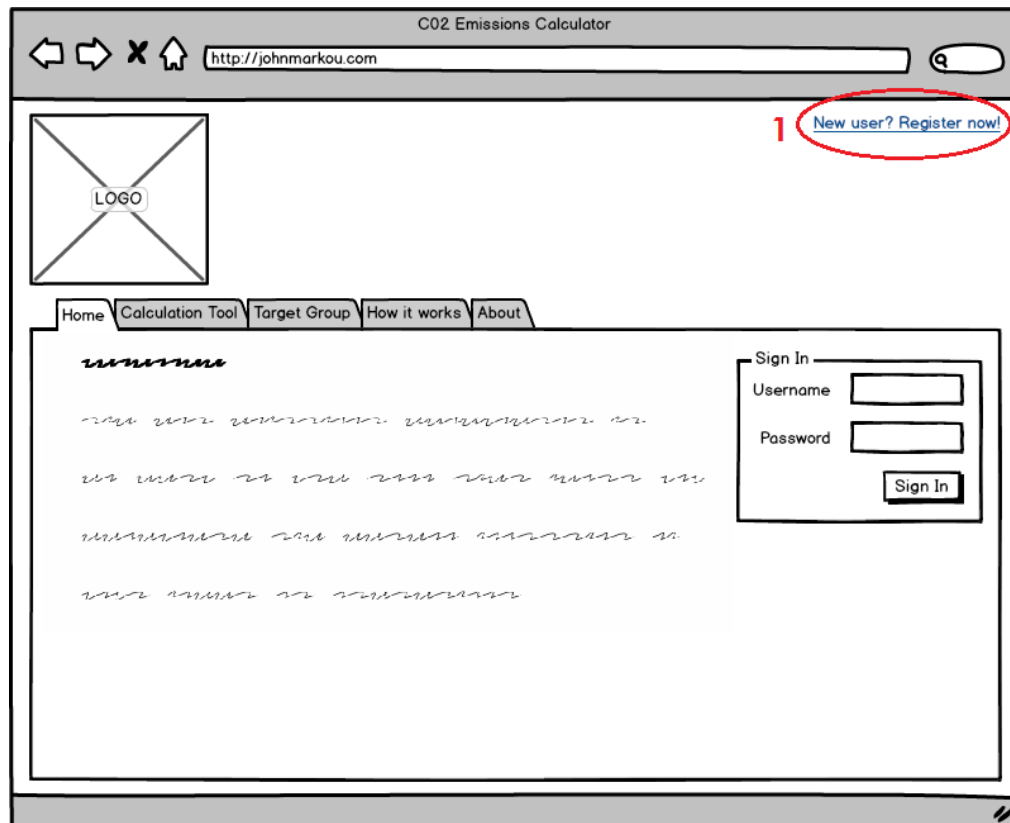 C02 Emissions Calculator
http://johnmarkou.com
1 New user? Register now!
LOGO
Home Calculation Tool Target Group How it works About
Sign In
Username
Password
Sign In